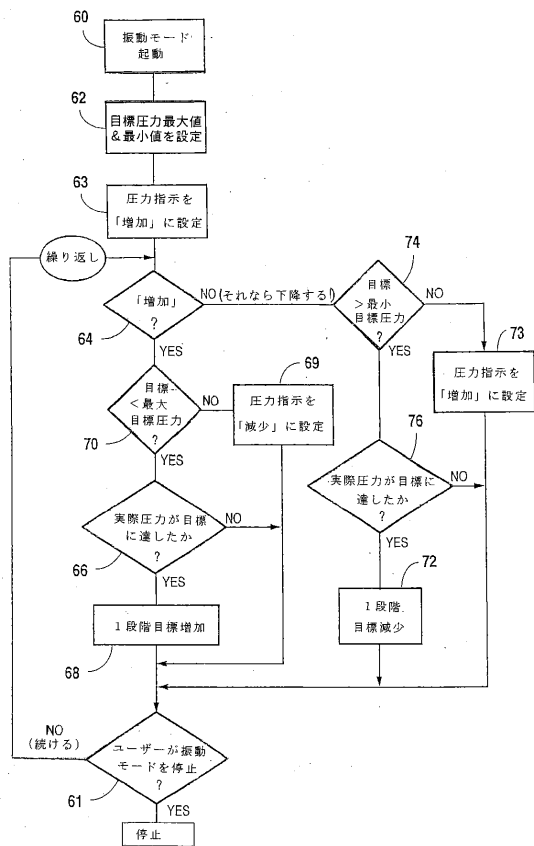 60
振動モード
起動
62
目標圧力最大値
&最小値を設定
63
圧力指示を
「増加」に設定
繰り返し
「増加」
?
64
NO(それなら下降する!)
YES
74
目標
>最小
目標圧力
?
NO
YES
73
圧力指示を
「増加」に設定
目標
<最大
目標圧力
?
70
NO
YES
69
圧力指示を
「減少」に設定
76
実際圧力が目標に
達したか
?
NO
YES
実際圧力が目標
に達したか
?
66
NO
YES
72
1段階
目標減少
1段階目標増加
68
NO
(続ける)
ユーザーが振動
モードを停止
?
61
YES
停止